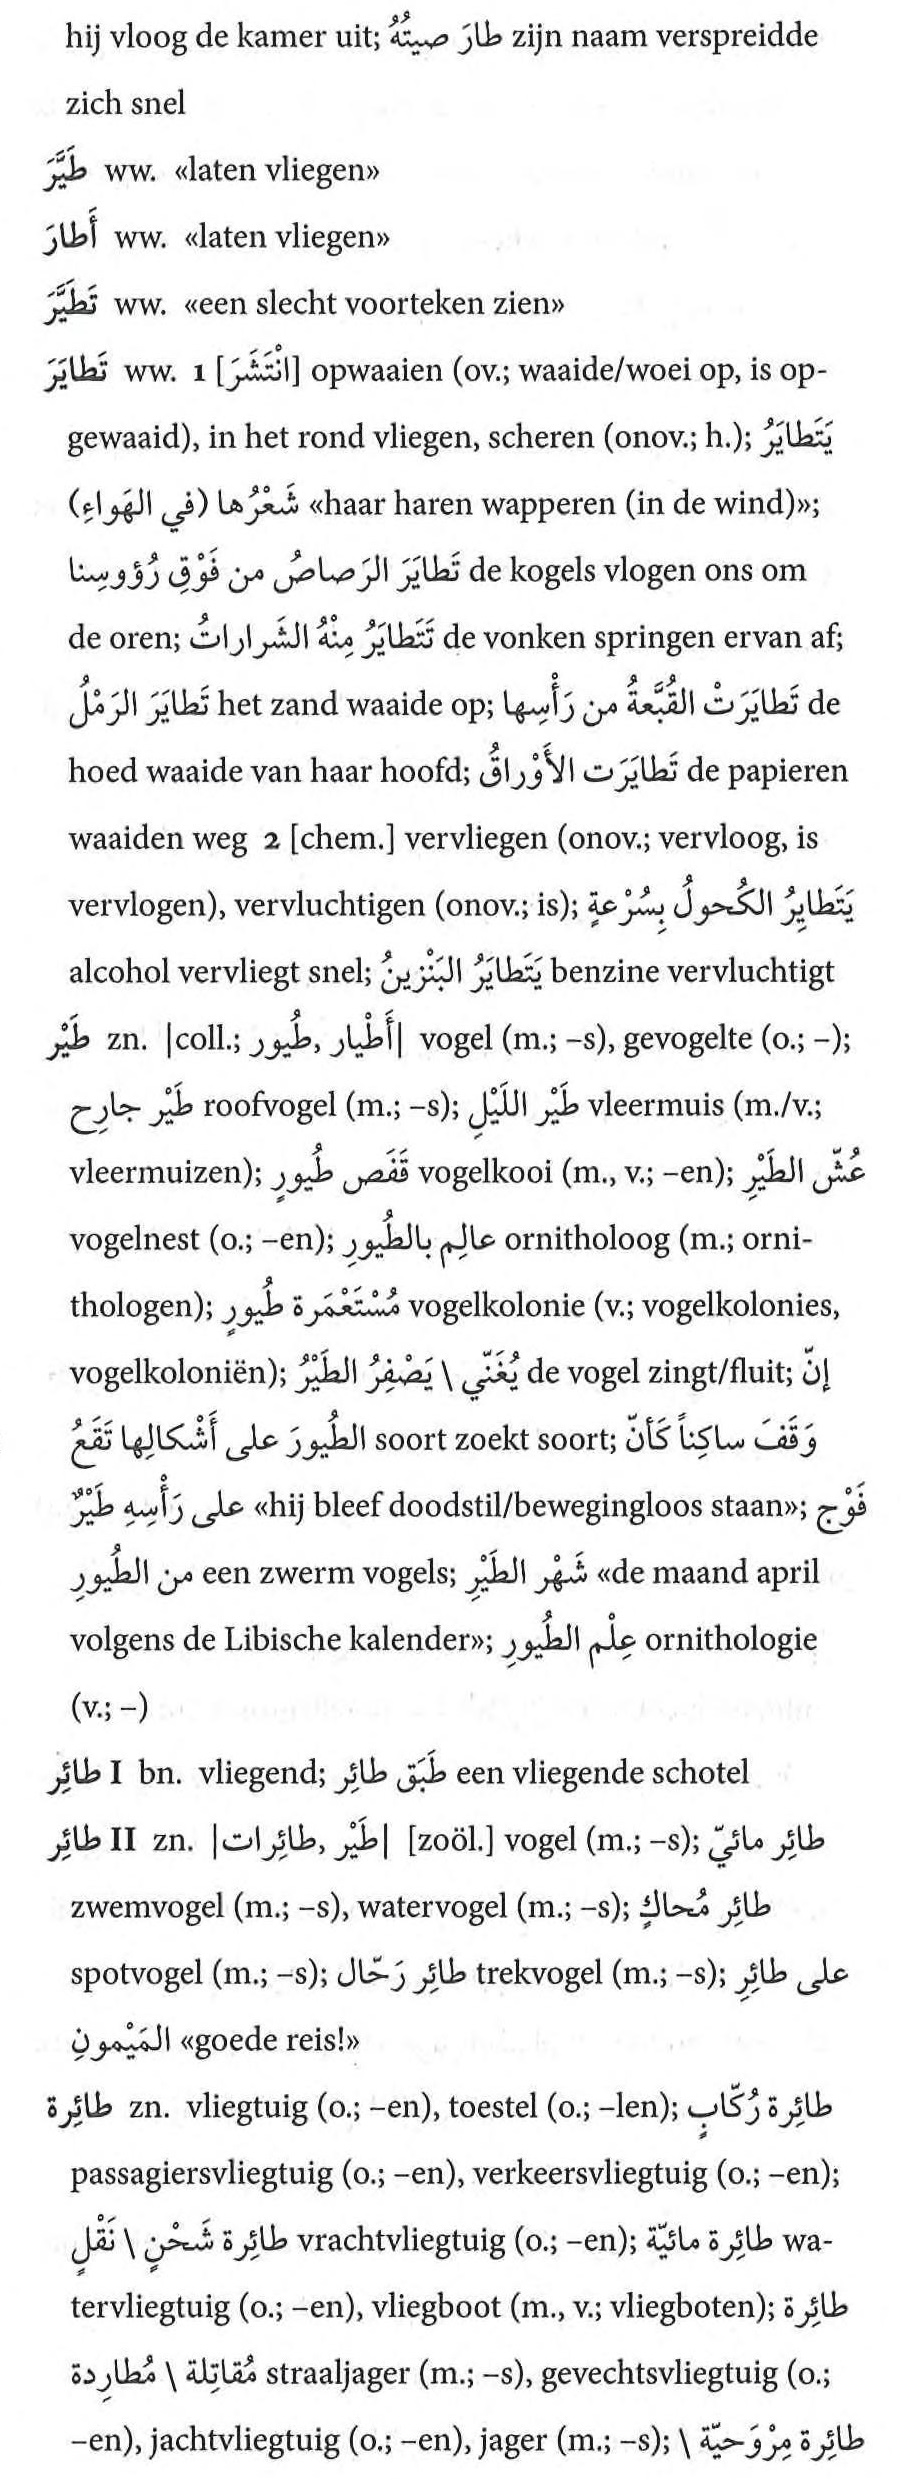 hij vloog de kamer uit; طارَ صيتُهُ zijn naam verspreidde
zich snel
طَيَّرَ ww. «laten vliegen»
أَطارَ ww. «laten vliegen»
تَطَيَّرَ ww. «een slecht voorteken zien»
تَطايَرَ ww. 1 [انْتَشَرَ] opwaaien (ov.; waaide/woei op, is op-
gewaaid), in het rond vliegen, scheren (onov.; h.); يَتَطايَرُ
شَعْرُها (في الهَواءِ) «haar haren wapperen (in de wind)»;
تَطايَرَ الرَصاصُ من فَوْقِ رُؤوسِنا de kogels vlogen ons om
de oren; تَتَطايَرُ مِنْهُ الشَراراتُ de vonken springen ervan af;
تَطايَرَ الرَمْلُ het zand waaide op; تَطايَرَتْ القُبَّعةُ من رَأْسِها de
hoed waaide van haar hoofd; تَطايَرَت الأَوْراقُ de papieren
waaiden weg 2 [chem.] vervliegen (onov.; vervloog, is
vervlogen), vervluchtigen (onov.; is); يَتَطايِرُ الكُحولُ بِسُرْعةٍ
alcohol vervliegt snel; يَتَطايَرُ البَنْزينُ benzine vervluchtigt
طَيْر zn. |coll.; أَطْيار, طُيور| vogel (m.; –s), gevogelte (o.; –);
طَيْر جارِح roofvogel (m.; –s); طَيْر اللَيْلِ vleermuis (m./v.;
vleermuizen); قَفَص طُيورٍ vogelkooi (m., v.; –en); عُشّ الطَيْرِ
vogelnest (o.; –en); عالِم بالطُيورِ ornitholoog (m.; orni-
thologen); مُسْتَعْمَرة طُيورٍ vogelkolonie (v.; vogelkolonies,
vogelkoloniën); يُغَنّي \ يَصْفِرُ الطَيْرُ de vogel zingt/fluit; إنّ
الطُيورَ على أَشْكالِها تَقَعُ soort zoekt soort; وَقَفَ ساكِناً كَأنّ
على رَأْسِهِ طَيْرٌ «hij bleef doodstil/bewegingloos staan»; فَوْج
من الطُيورِ een zwerm vogels; شَهْر الطَيْرِ «de maand april
volgens de Libische kalender»; عِلْم الطُيورِ ornithologie
(v.; –)
طائِر I bn. vliegend; طَبَق طائِر een vliegende schotel
طائِر II zn. |طَيْر, طائِرات| [zoöl.] vogel (m.; –s); طائِر مائيّ
zwemvogel (m.; –s), watervogel (m.; –s); طائِر مُحاكٍ
spotvogel (m.; –s); طائِر رَحّال trekvogel (m.; –s); على طائِرِ
المَيْمونِ «goede reis!»
طائِرة zn. vliegtuig (o.; –en), toestel (o.; –len); طائِرة رُكّابٍ
passagiersvliegtuig (o.; –en), verkeersvliegtuig (o.; –en);
طائِرة شَحْنٍ \ نَقْلٍ vrachtvliegtuig (o.; –en); طائِرة مائيّة wa-
tervliegtuig (o.; –en), vliegboot (m., v.; vliegboten); طائِرة
مُقاتِلة \ مُطارِدة straaljager (m.; –s), gevechtsvliegtuig (o.;
–en), jachtvliegtuig (o.; –en), jager (m.; –s); طائِرة مِرْوَحيّة \